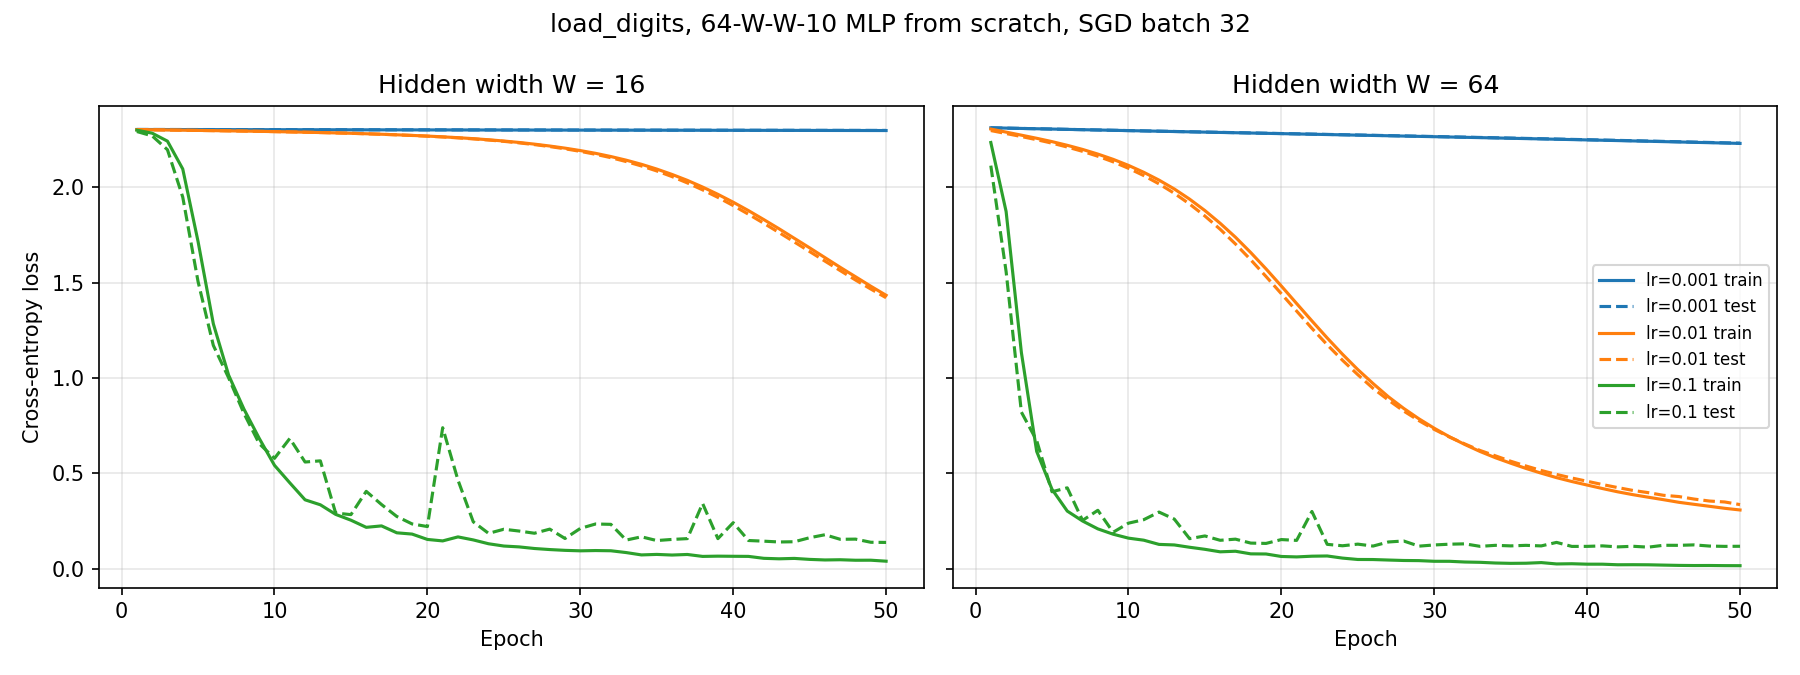 load_digits, 64-W-W-10 MLP from scratch, SGD batch 32
Hidden width W = 16
Hidden width W = 64
Cross-entropy loss
2.0
1.5
1.0
0.5
0.0
0 10 20 30 40 50
Epoch
0 10 20 30 40 50
Epoch
lr=0.001 train
lr=0.001 test
lr=0.01 train
lr=0.01 test
lr=0.1 train
lr=0.1 test